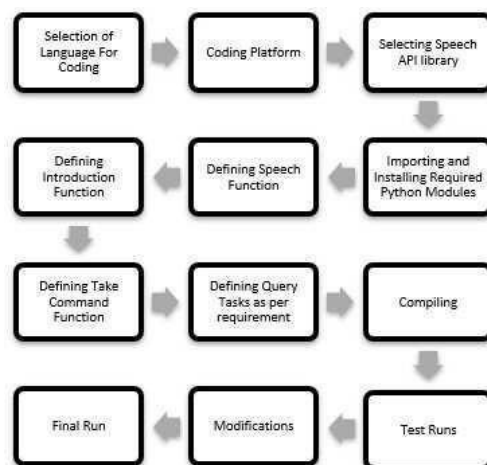 Selection of
Language For
Coding
Coding Platform
Selecting Speech
API library
Importing and
Installing Required
Python Modules
Defining Speech
Function
Defining
Introduction
Function
Defining Take
Command
Function
Defining Query
Tasks as per
requirement
Compiling
Test Runs
Modifications
Final Run